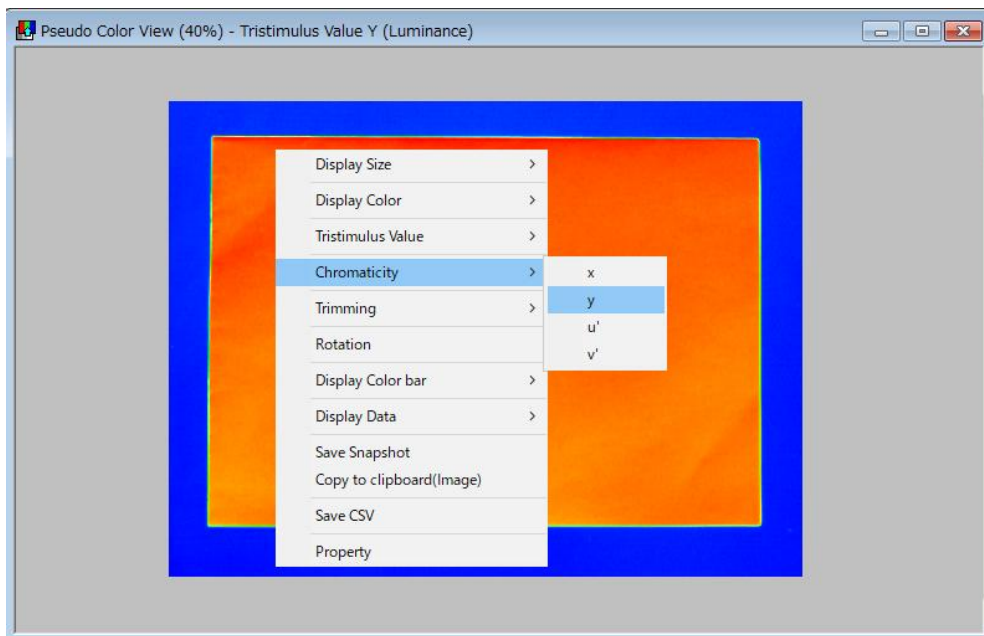 Pseudo Color View (40%) - Tristimulus Value Y (Luminance)
Display Size
Display Color
Tristimulus Value
Chromaticity
x
y
u'
v'
Trimming
Rotation
Display Color bar
Display Data
Save Snapshot
Copy to clipboard(Image)
Save CSV
Property